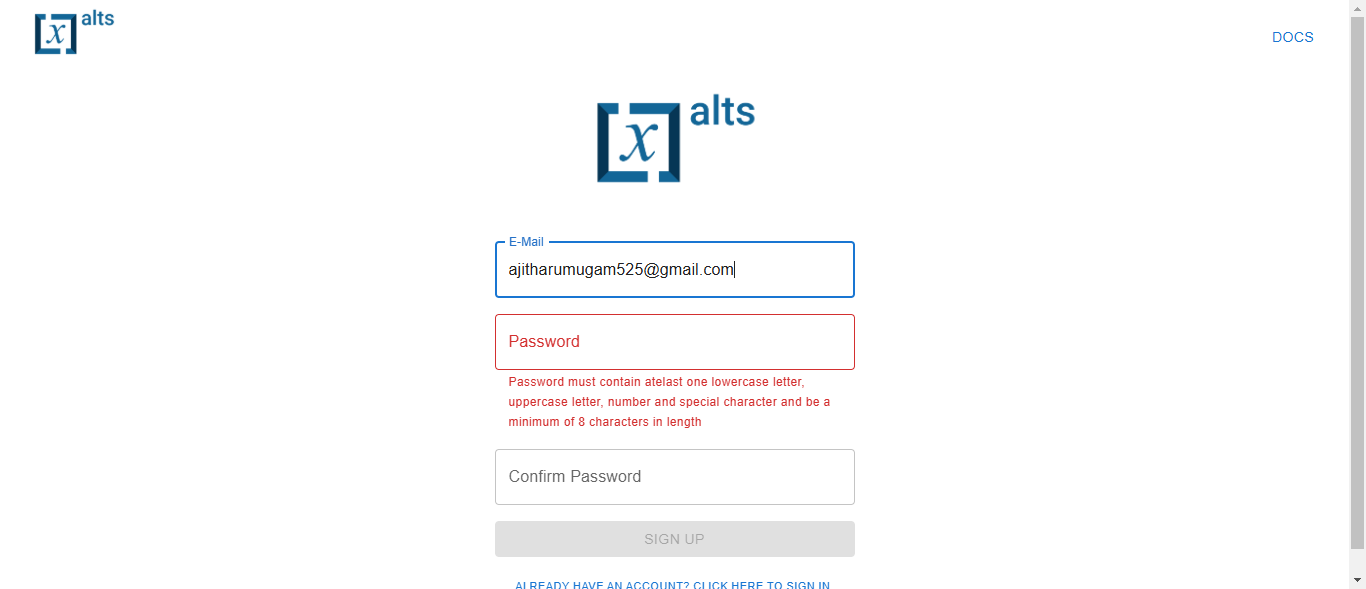 x alts
DOCS
x alts
E-Mail
ajitharumugam525@gmail.com
Password
Password must contain atelast one lowercase letter,
uppercase letter, number and special character and be a
minimum of 8 characters in length
Confirm Password
SIGN UP
ALREADY HAVE AN ACCOUNT? CLICK HERE TO SIGN IN